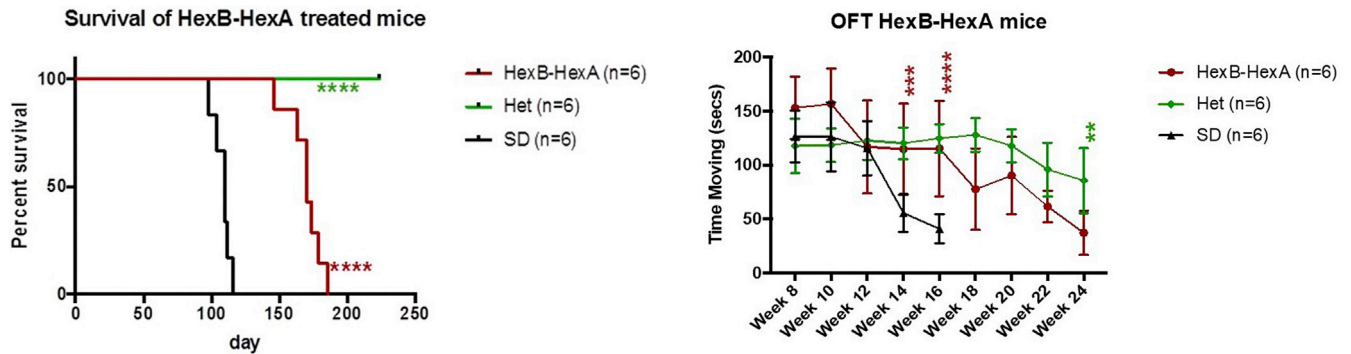 Survival of HexB-HexA treated mice
100
50
0
Percent survival
****
****
0 50 100 150 200 250
day
HexB-HexA (n=6)
Het (n=6)
SD (n=6)
OFT HexB-HexA mice
200
150
100
50
0
Time Moving (secs)
***
****
**
Week 8 Week 10 Week 12 Week 14 Week 16 Week 18 Week 20 Week 22 Week 24
HexB-HexA (n=6)
Het (n=6)
SD (n=6)